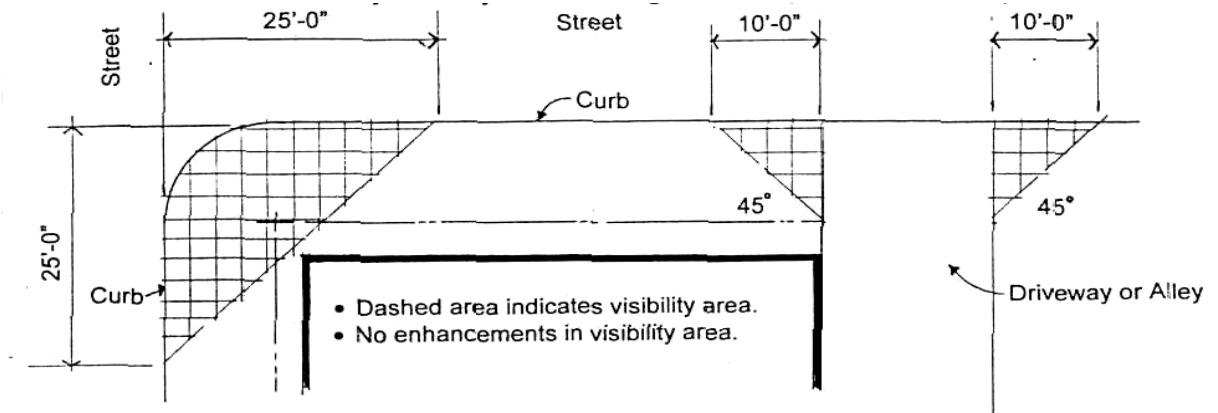 25'-0"
Street
10'-0"
10'-0"
Street
Curb
45°
45°
25'-0"
Curb
Driveway or Alley
• Dashed area indicates visibility area.
• No enhancements in visibility area.